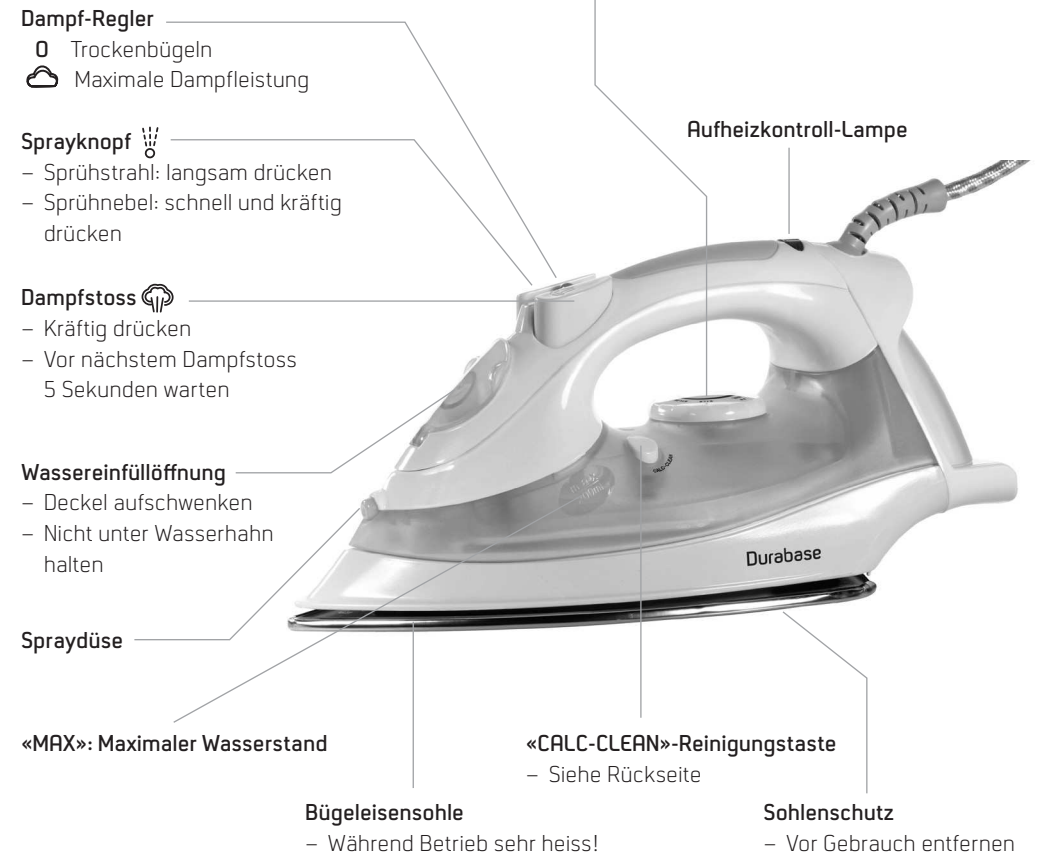 Dampf-Regler
0 Trockenbügeln
Maximale Dampfleistung
Sprayknopf
– Sprühstrahl: langsam drücken
– Sprühnebel: schnell und kräftig
drücken
Dampfstoss
– Kräftig drücken
– Vor nächstem Dampfstoss
5 Sekunden warten
Wassereinfüllöffnung
– Deckel aufschwenken
– Nicht unter Wasserhahn
halten
Spraydüse
«MAX»: Maximaler Wasserstand
Aufheizkontroll-Lampe
CALC-CLEAN
Durabase
«CALC-CLEAN»-Reinigungstaste
– Siehe Rückseite
Bügeleisensohle
– Während Betrieb sehr heiss!
Sohlenschutz
– Vor Gebrauch entfernen